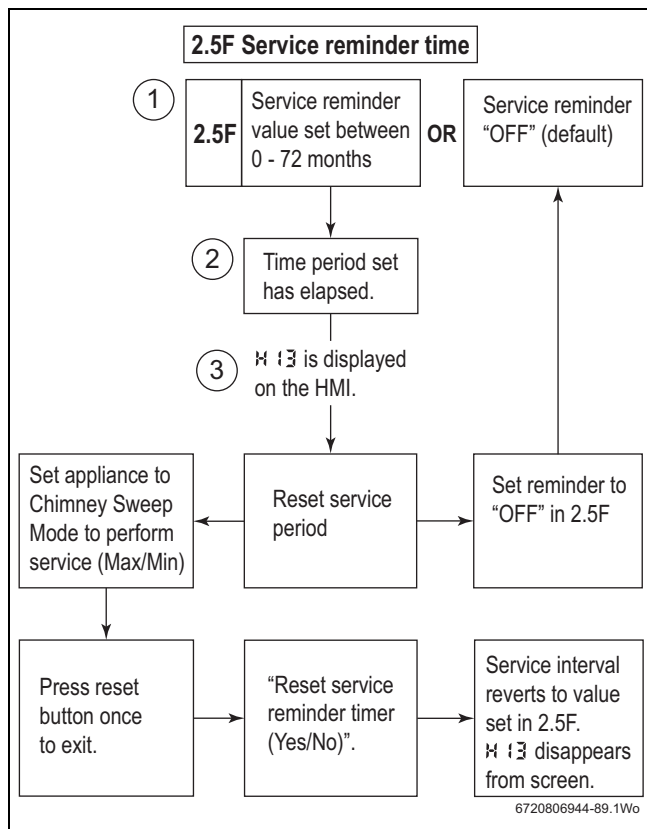 2.5F Service reminder time
1
2.5F
Service reminder
value set between
0 - 72 months
OR
Service reminder
“OFF” (default)
2
Time period set
has elapsed.
3
H13 is displayed
on the HMI.
Set appliance to
Chimney Sweep
Mode to perform
service (Max/Min)
Reset service
period
Set reminder to
“OFF” in 2.5F
Press reset
button once
to exit.
“Reset service
reminder timer
(Yes/No)”.
Service interval
reverts to value
set in 2.5F.
H13 disappears
from screen.
6720806944-89.1Wo